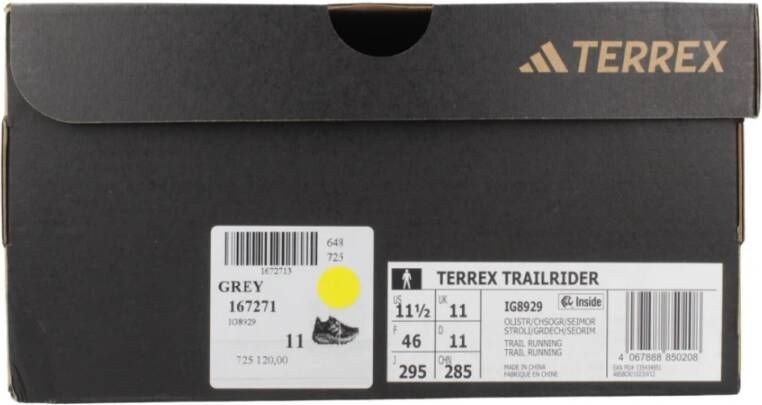 TERREX
648
725
1672713
GREY
167271
IG8929
11
725 120,00
TERREX TRAILRIDER
US 11½ UK 11
F 46 D 11
J 295 CHN 285
IG8929 Inside
OLISTR/CHSOGR/SEIMOR
STROLI/GRDECH/SEORIM
TRAIL RUNNING
TRAIL RUNNING
MADE IN CHINA
FABRIQUÉ EN CHINE
4 067888 850208